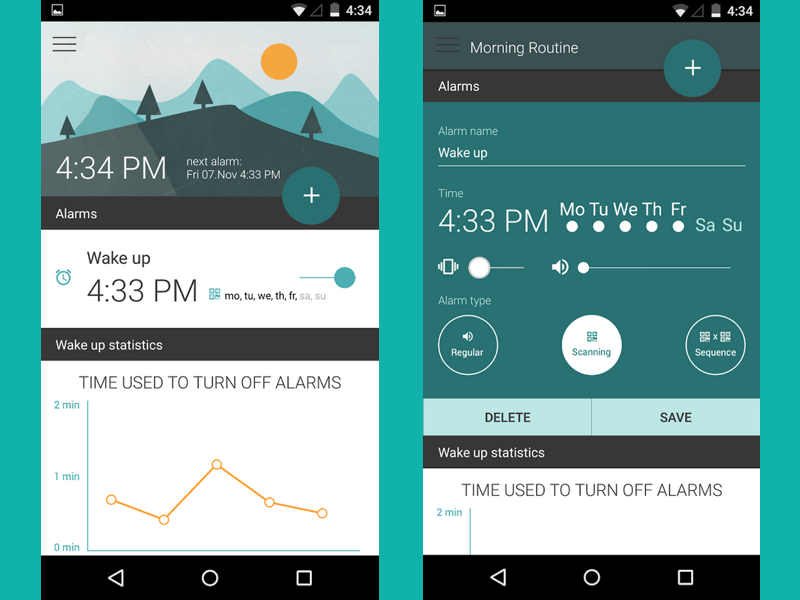 4:34
4:34 PM
next alarm:
Fri 07.Nov 4:33 PM
+
Alarms
Wake up
4:33 PM
mo, tu, we, th, fr, sa, su
Wake up statistics
TIME USED TO TURN OFF ALARMS
2 min
1 min
0 min
4:34
Morning Routine
+
Alarms
Alarm name
Wake up
Time
4:33 PM
Mo Tu We Th Fr Sa Su
Alarm type
Regular
Scanning
x
Sequence
DELETE
SAVE
Wake up statistics
TIME USED TO TURN OFF ALARMS
2 min